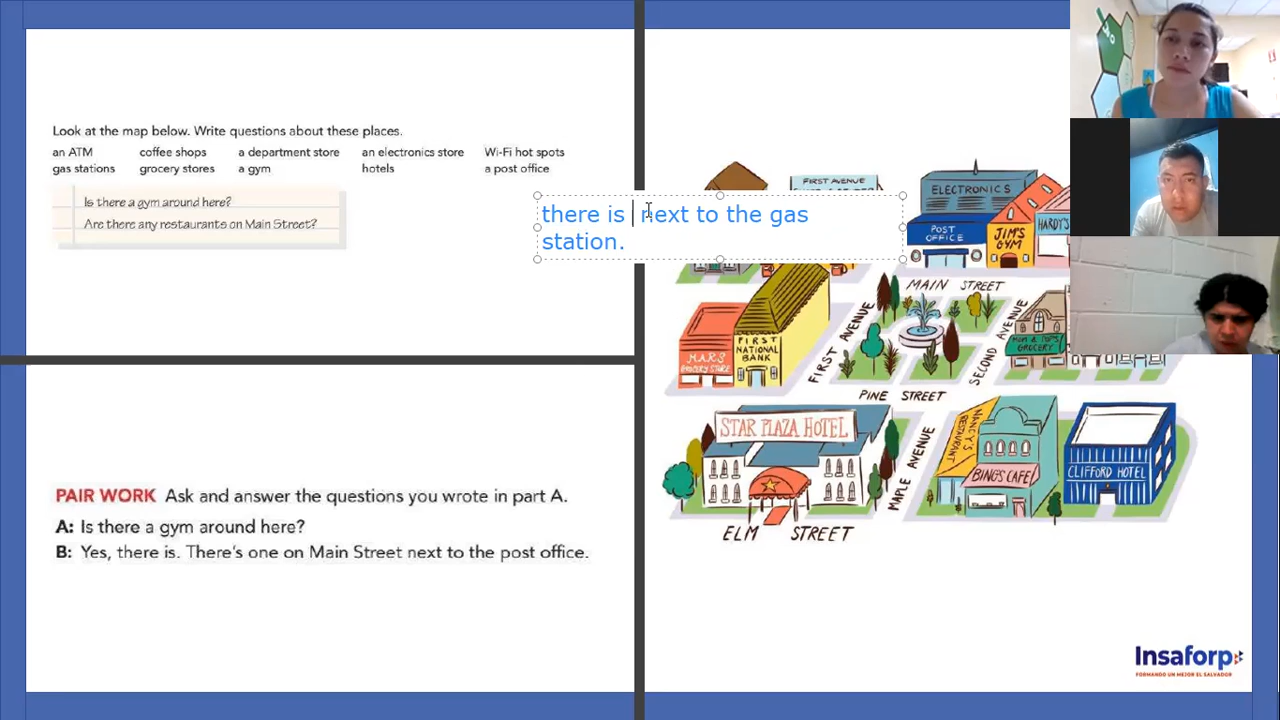 Look at the map below. Write questions about these places.
an ATM coffee shops a department store an electronics store Wi-Fi hot spots
gas stations grocery stores a gym hotels a post office
Is there a gym around here?
Are there any restaurants on Main Street?
PAIR WORK Ask and answer the questions you wrote in part A.
A: Is there a gym around here?
B: Yes, there is. There's one on Main Street next to the post office.
there is next to the gas
station.
FIRST AVENUE
ELECTRONICS
POST
OFFICE
JIM'S
GYM
HARDY'S
MAIN STREET
MARS
GROCERY STORE
FIRST
NATIONAL
BANK
FIRST AVENUE
SECOND AVENUE
MOM & POP'S
GROCERY
PINE STREET
STAR PLAZA HOTEL
MAPLE AVENUE
NANCY'S
RESTAURANT
BING'S CAFE
CLIFFORD HOTEL
ELM STREET
Insaforp
FORMANDO UN MEJOR EL SALVADOR